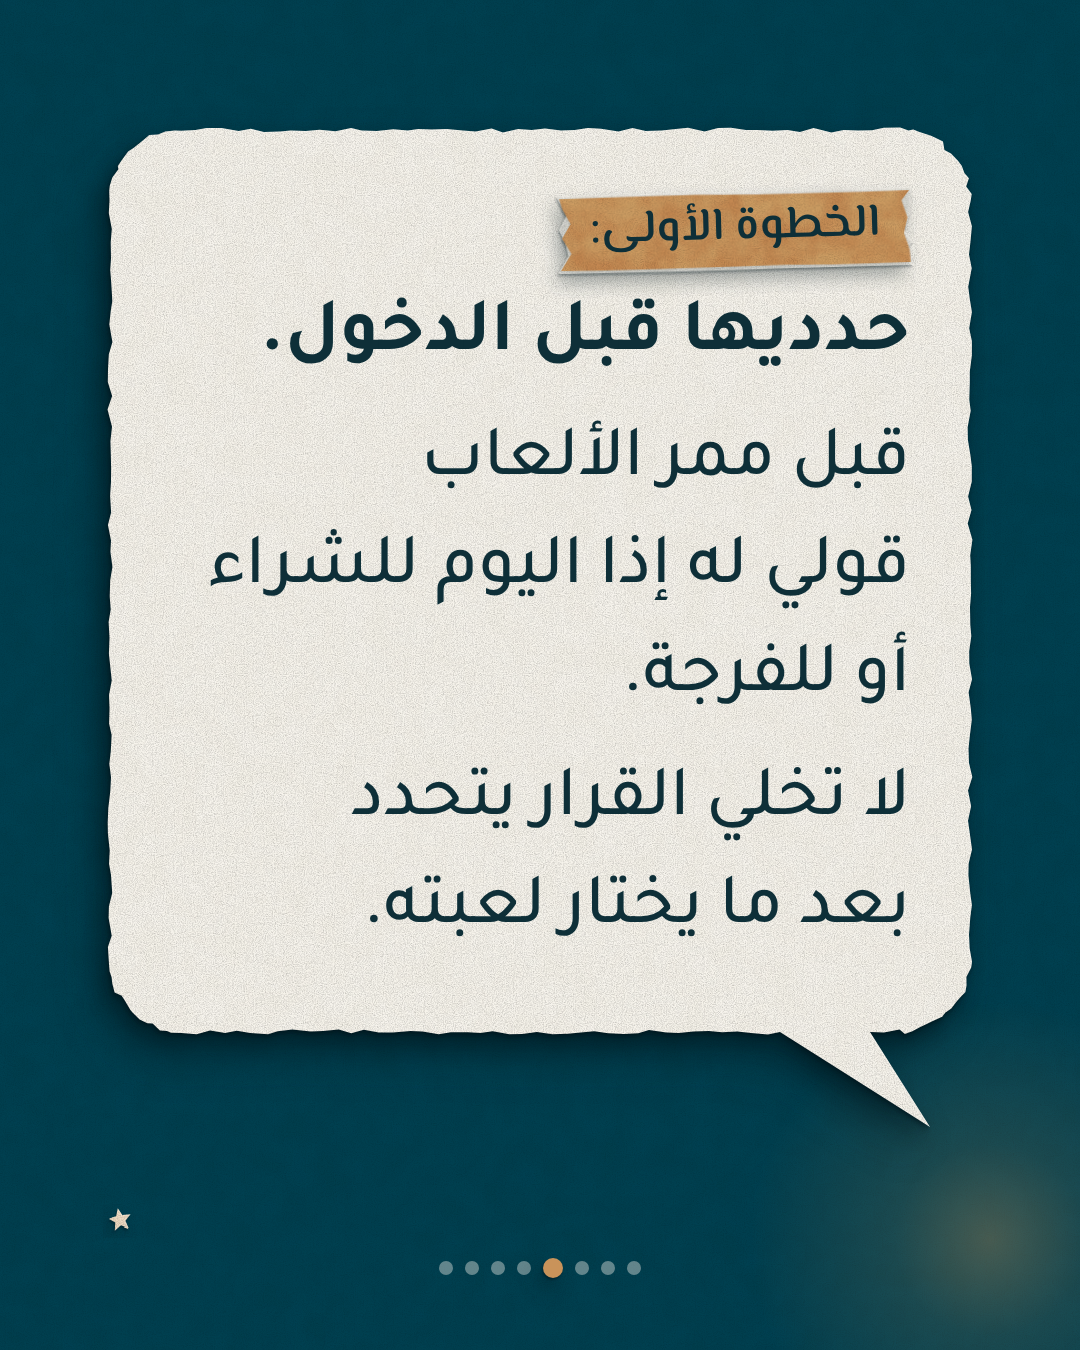 الخطوة الأولى:
حدديها قبل الدخول.
قبل ممر الألعاب
قولي له إذا اليوم للشراء
أو للفرجة.
لا تخلي القرار يتحدد
بعد ما يختار لعبته.